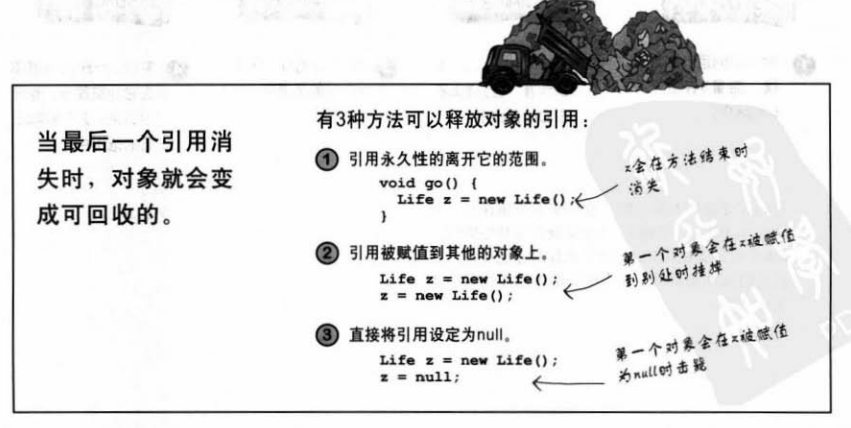 当最后一个引用消
失时，对象就会变
成可回收的。
有3种方法可以释放对象的引用：
1 引用永久性的离开它的范围。
void go() {
Life z = new Life();
}
z会在方法结束时
消失
2 引用被赋值到其他的对象上。
Life z = new Life();
z = new Life();
第一个对象会在z被赋值
到别处时挂掉
3 直接将引用设定为null。
Life z = new Life();
z = null;
第一个对象会在z被赋值
为null时击毙